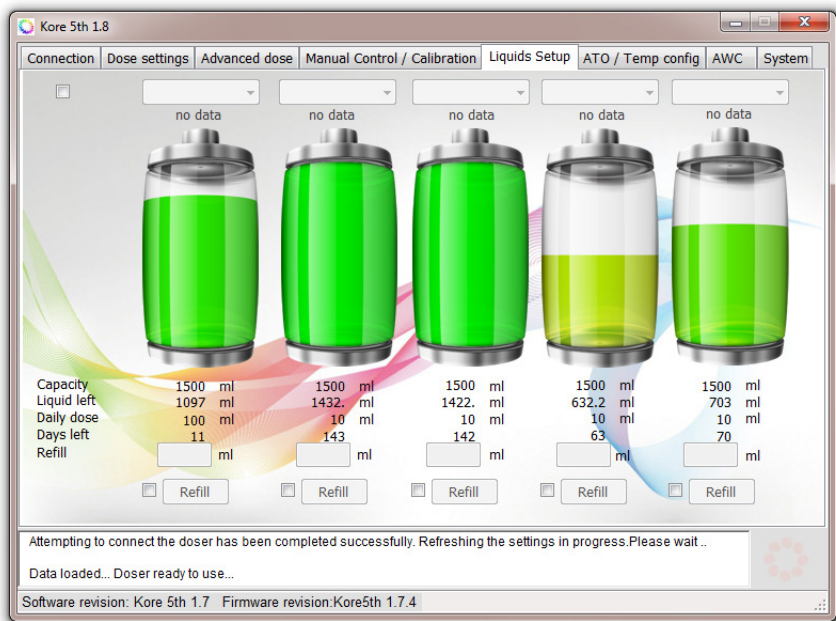 Kore 5th 1.8
Connection Dose settings Advanced dose Manual Control / Calibration Liquids Setup ATO / Temp config AWC System
no data no data no data no data no data
Capacity 1500 ml 1500 ml 1500 ml 1500 ml 1500 ml
Liquid left 1097 ml 1432. ml 1422. ml 632.2 ml 703 ml
Daily dose 100 ml 10 ml 10 ml 10 ml 10 ml
Days left 11 143 142 63 70
Refill ml ml ml ml ml
Refill Refill Refill Refill Refill
Attempting to connect the doser has been completed successfully. Refreshing the settings in progress.Please wait ..
Data loaded... Doser ready to use...
Software revision: Kore 5th 1.7 Firmware revision:Kore5th 1.7.4